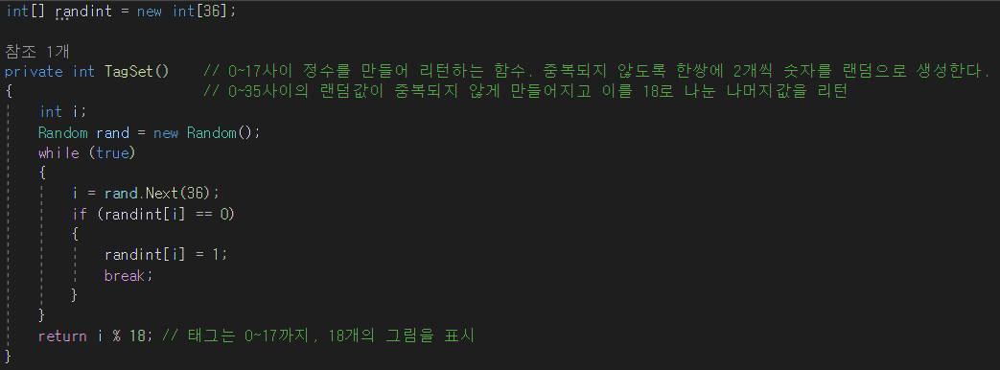 int[] randint = new int[36];
참조 1개
private int TagSet() // 0~17사이 정수를 만들어 리턴하는 함수. 중복되지 않도록 한쌍에 2개씩 숫자를 랜덤으로 생성한다.
{ // 0~35사이의 랜덤값이 중복되지 않게 만들어지고 이를 18로 나눈 나머지값을 리턴
int i;
Random rand = new Random();
while (true)
{
i = rand.Next(36);
if (randint[i] == 0)
{
randint[i] = 1;
break;
}
}
return i % 18; // 태그는 0~17까지, 18개의 그림을 표시
}